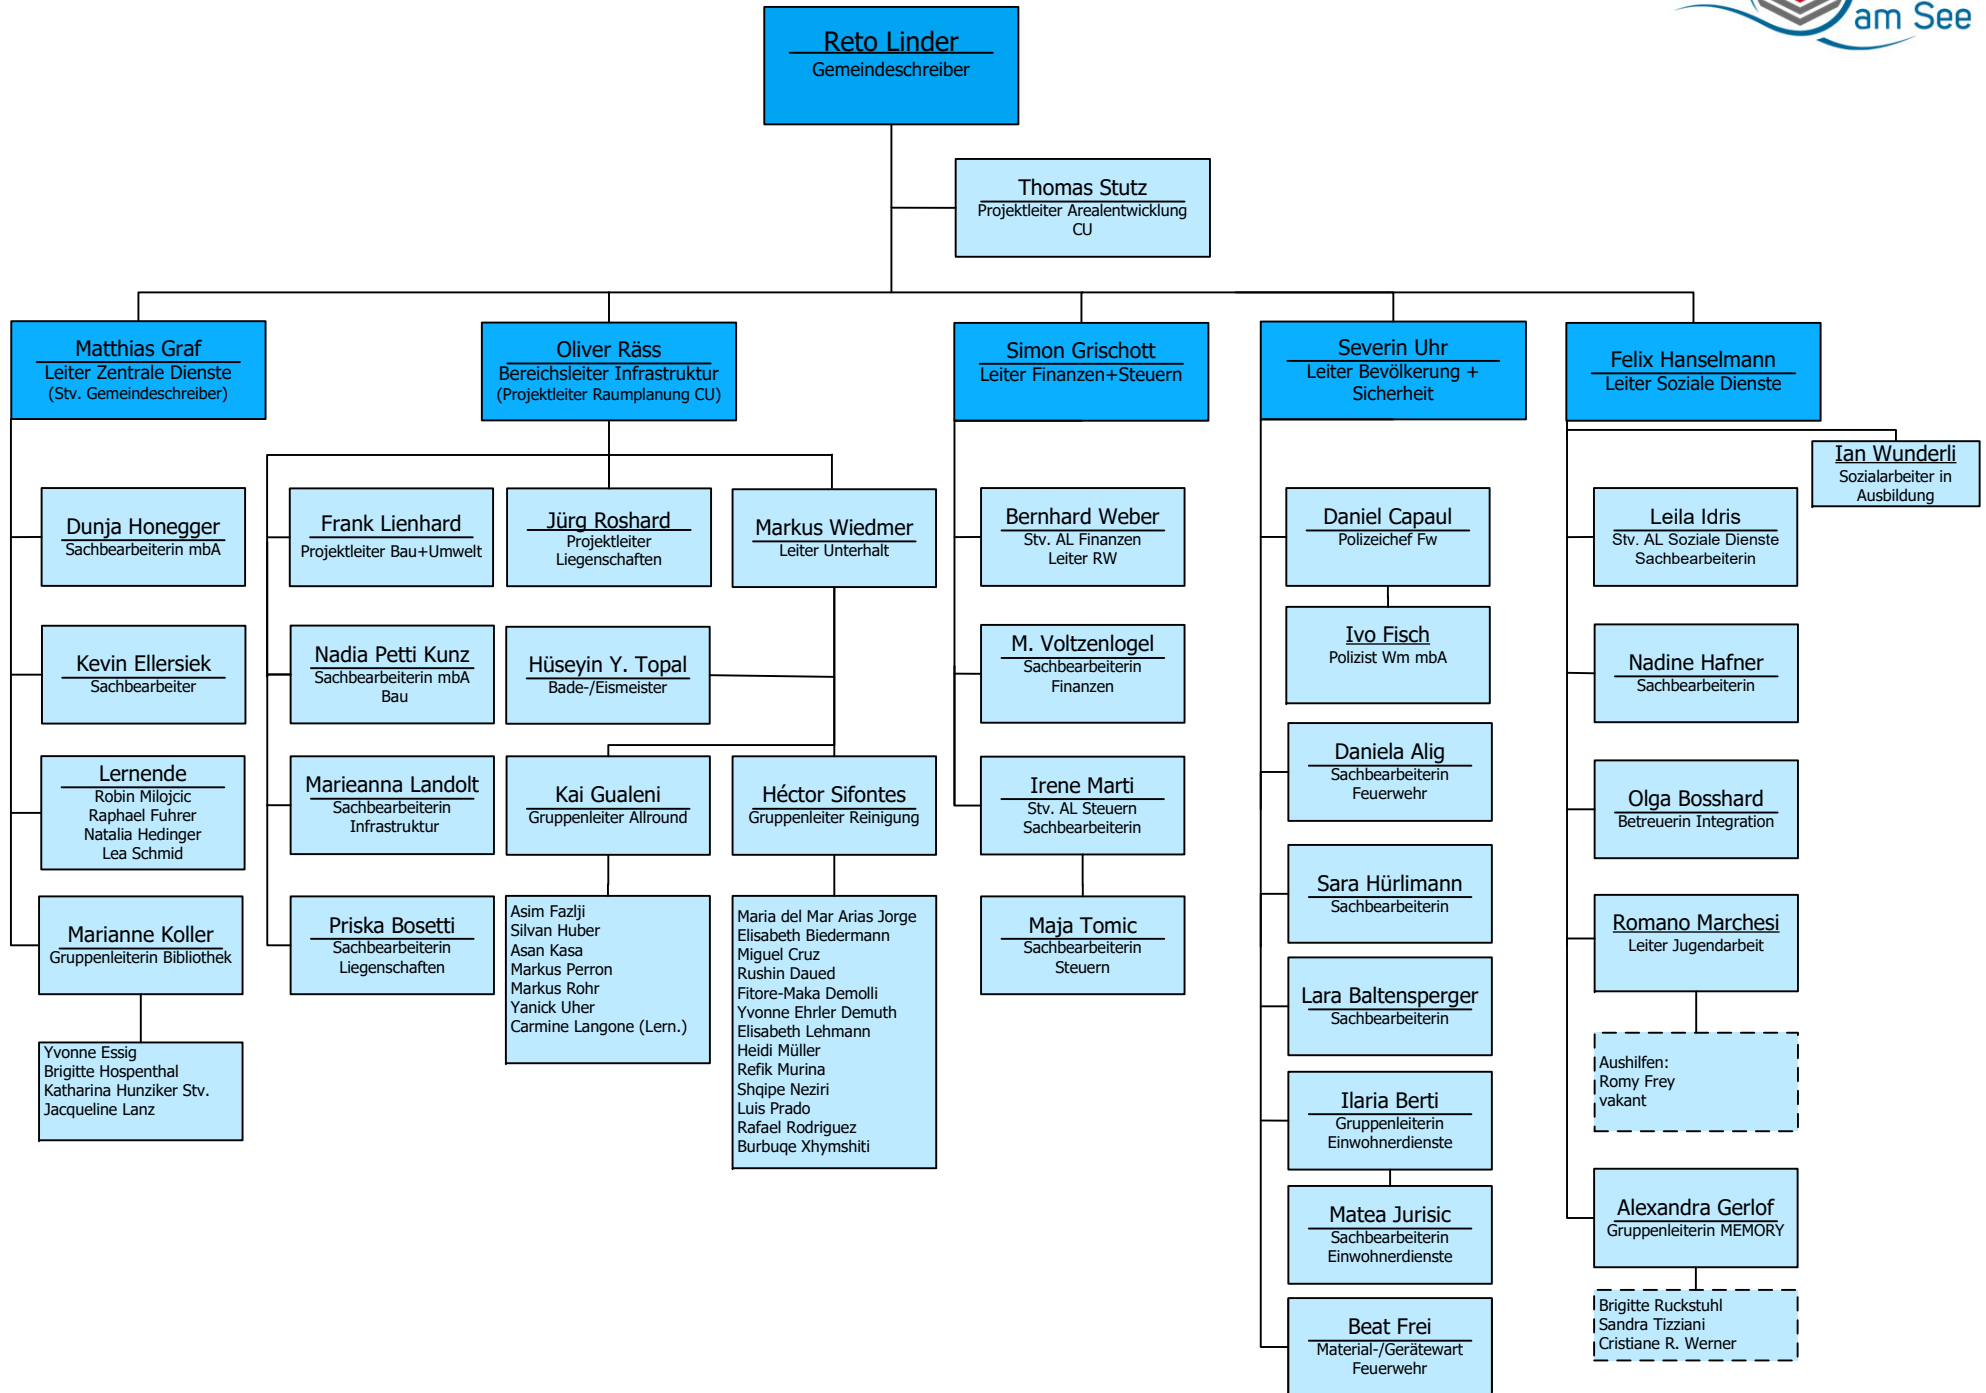 am See
Reto Linder
Gemeindeschreiber
Thomas Stutz
Projektleiter Arealentwicklung
CU
Matthias Graf
Leiter Zentrale Dienste
(Stv. Gemeindeschreiber)
Oliver Räss
Bereichsleiter Infrastruktur
(Projektleiter Raumplanung CU)
Simon Grischott
Leiter Finanzen+Steuern
Severin Uhr
Leiter Bevölkerung +
Sicherheit
Felix Hanselmann
Leiter Soziale Dienste
Ian Wunderli
Sozialarbeiter in
Ausbildung
Dunja Honegger
Sachbearbeiterin mbA
Kevin Ellersiek
Sachbearbeiter
Lernende
Robin Milojcic
Raphael Fuhrer
Natalia Hedinger
Lea Schmid
Marianne Koller
Gruppenleiterin Bibliothek
Yvonne Essig
Brigitte Hospenthal
Katharina Hunziker Stv.
Jacqueline Lanz
Frank Lienhard
Projektleiter Bau+Umwelt
Nadia Petti Kunz
Sachbearbeiterin mbA
Bau
Marieanna Landolt
Sachbearbeiterin
Infrastruktur
Priska Bosetti
Sachbearbeiterin
Liegenschaften
Jürg Roshard
Projektleiter
Liegenschaften
Markus Wiedmer
Leiter Unterhalt
Hüseyin Y. Topal
Bade-/Eismeister
Kai Gualeni
Gruppenleiter Allround
Asim Fazlji
Silvan Huber
Asan Kasa
Markus Perron
Markus Rohr
Yanick Uher
Carmine Langone (Lern.)
Héctor Sifontes
Gruppenleiter Reinigung
Maria del Mar Arias Jorge
Elisabeth Biedermann
Miguel Cruz
Rushin Daued
Fitore-Maka Demolli
Yvonne Ehrler Demuth
Elisabeth Lehmann
Heidi Müller
Refik Murina
Shqipe Neziri
Luis Prado
Rafael Rodriguez
Burbuqe Xhymshiti
Bernhard Weber
Stv. AL Finanzen
Leiter RW
M. Voltzenlogel
Sachbearbeiterin
Finanzen
Irene Marti
Stv. AL Steuern
Sachbearbeiterin
Maja Tomic
Sachbearbeiterin
Steuern
Daniel Capaul
Polizeichef Fw
Ivo Fisch
Polizist Wm mbA
Daniela Alig
Sachbearbeiterin
Feuerwehr
Sara Hürlimann
Sachbearbeiterin
Lara Baltensperger
Sachbearbeiterin
Ilaria Berti
Gruppenleiterin
Einwohnerdienste
Matea Jurisic
Sachbearbeiterin
Einwohnerdienste
Beat Frei
Material-/Gerätewart
Feuerwehr
Leila Idris
Stv. AL Soziale Dienste
Sachbearbeiterin
Nadine Hafner
Sachbearbeiterin
Olga Bosshard
Betreuerin Integration
Romano Marchesi
Leiter Jugendarbeit
Aushilfen:
Romy Frey
vakant
Alexandra Gerlof
Gruppenleiterin MEMORY
Brigitte Ruckstuhl
Sandra Tizziani
Cristiane R. Werner